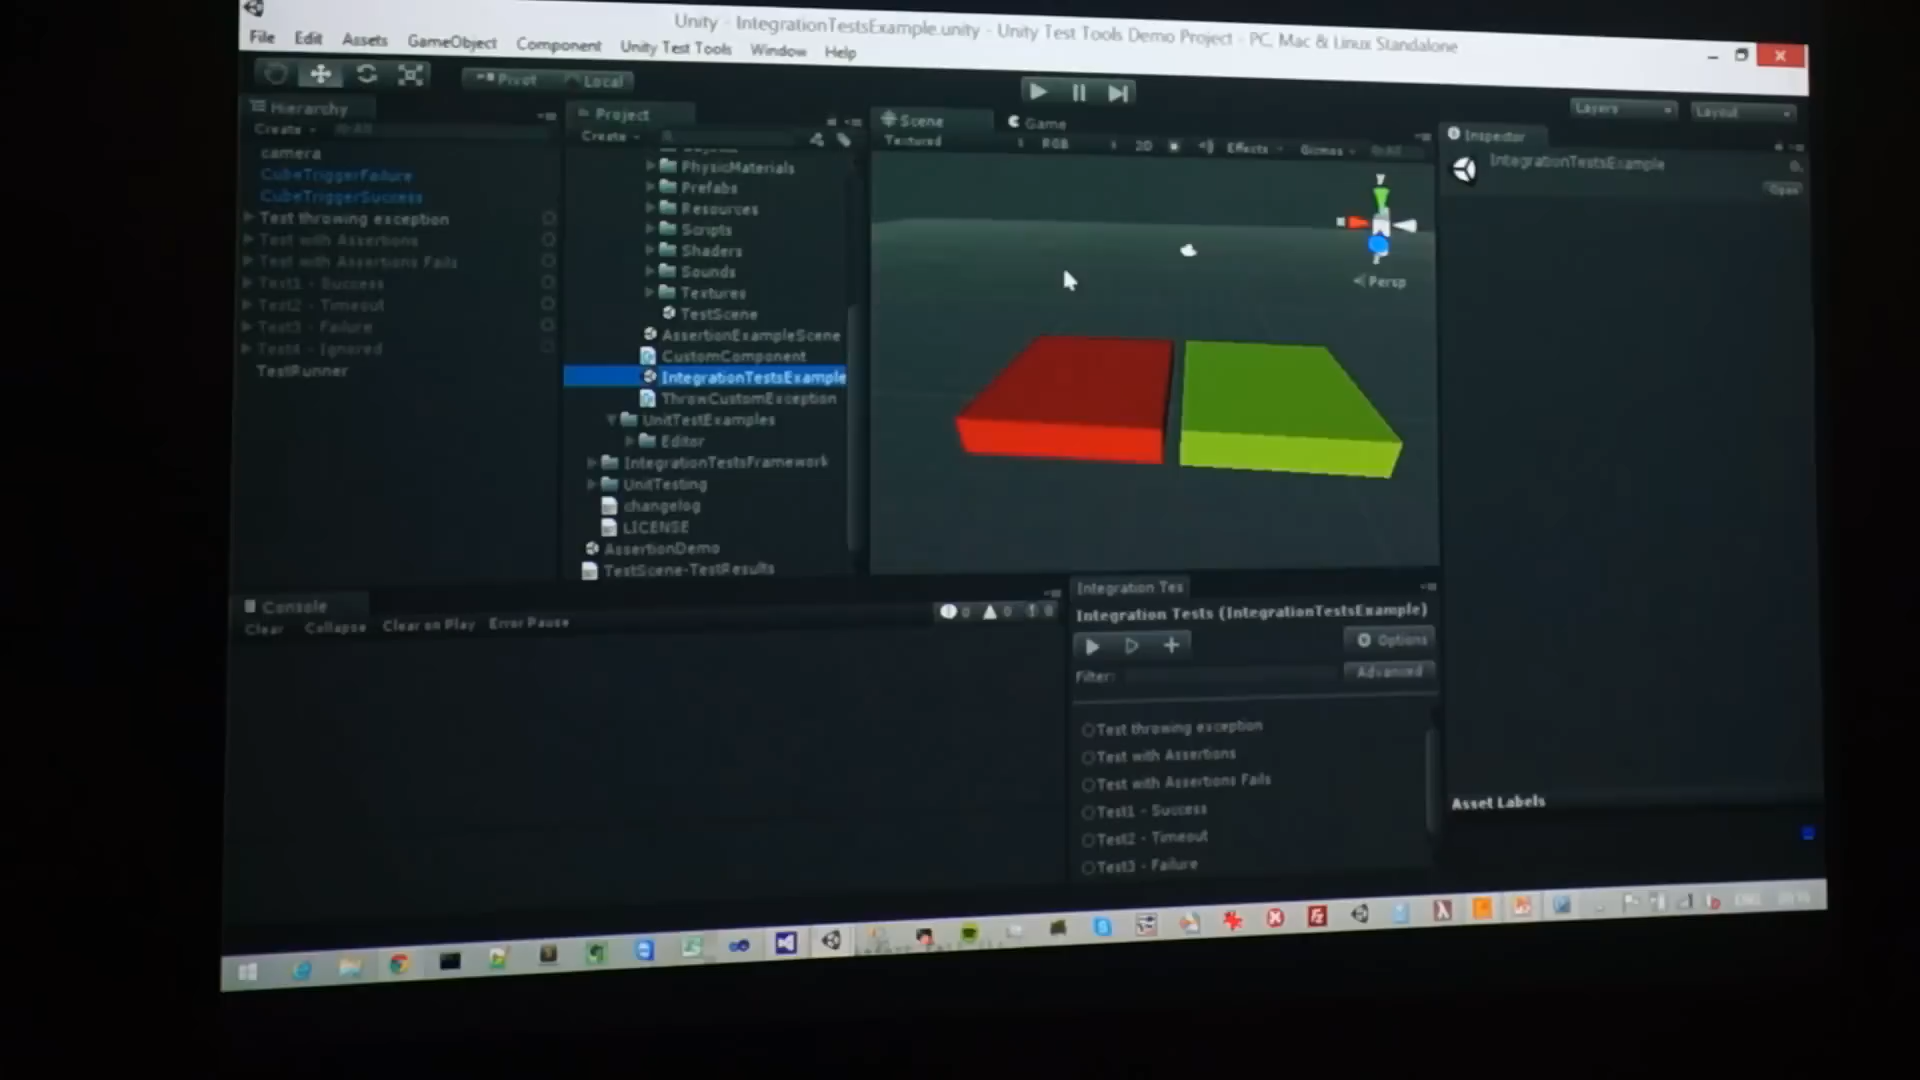 Unity - IntegrationTestsExample.unity - Unity Test Tools Demo Project - PC, Mac & Linux Standalone
File Edit Assets GameObject Component Unity Test Tools Window Help
Pivot Local
Layers Layout
Hierarchy
Create
camera
CubeTriggerFailure
CubeTriggerSuccess
Test throwing exception
Test with Assertions
Test with Assertions Fails
Test1 - Success
Test2 - Timeout
Test3 - Failure
Test4 - Ignored
TestRunner
Project
Create
PhysicMaterials
Prefabs
Resources
Scripts
Shaders
Sounds
Textures
TestScene
AssertionExampleScene
CustomComponent
IntegrationTestsExample
ThrowCustomException
UnitTestExamples
Editor
IntegrationTestsFramework
UnitTesting
changelog
LICENSE
AssertionDemo
TestScene-TestResults
Scene Game
Textured RGB 2D Effects Gizmos
y
Persp
Inspector
IntegrationTestsExample
Open
Asset Labels
Console
Clear Collapse Clear on Play Error Pause
0 0
Integration Tes
Integration Tests (IntegrationTestsExample)
Options
Filter: Advanced
Test throwing exception
Test with Assertions
Test with Assertions Fails
Test1 - Success
Test2 - Timeout
Test3 - Failure